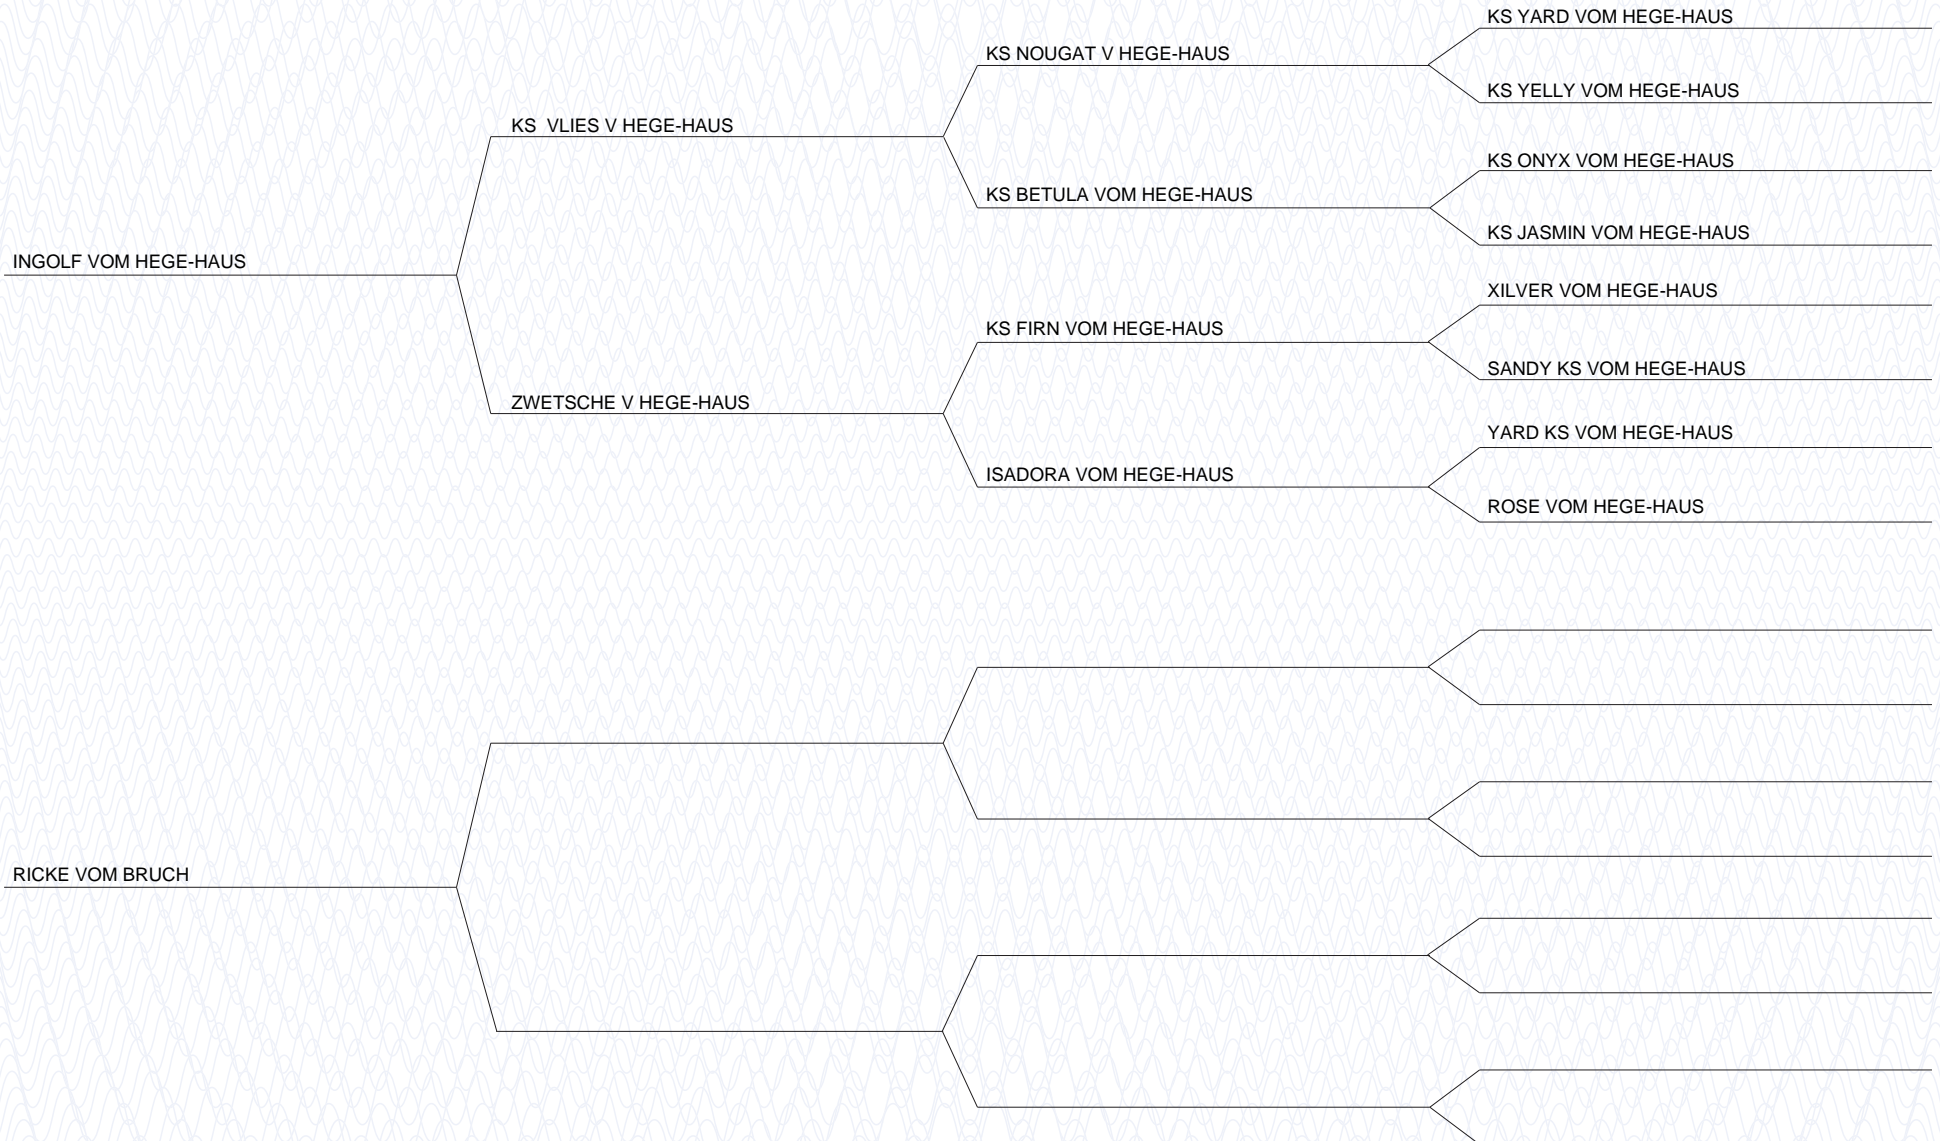 KS YARD VOM HEGE-HAUS
KS NOUGAT V HEGE-HAUS
KS YELLY VOM HEGE-HAUS
KS  VLIES V HEGE-HAUS
KS ONYX VOM HEGE-HAUS
KS BETULA VOM HEGE-HAUS
KS JASMIN VOM HEGE-HAUS
INGOLF VOM HEGE-HAUS
XILVER VOM HEGE-HAUS
KS FIRN VOM HEGE-HAUS
SANDY KS VOM HEGE-HAUS
ZWETSCHE V HEGE-HAUS
YARD KS VOM HEGE-HAUS
ISADORA VOM HEGE-HAUS
ROSE VOM HEGE-HAUS
RICKE VOM BRUCH